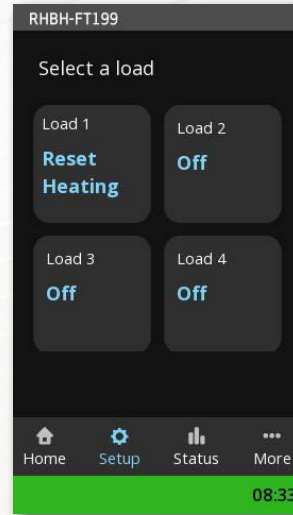 RHBH-FT199
Select a load
Load 1
Reset
Heating
Load 2
Off
Load 3
Off
Load 4
Off
Home Setup Status More
08:33